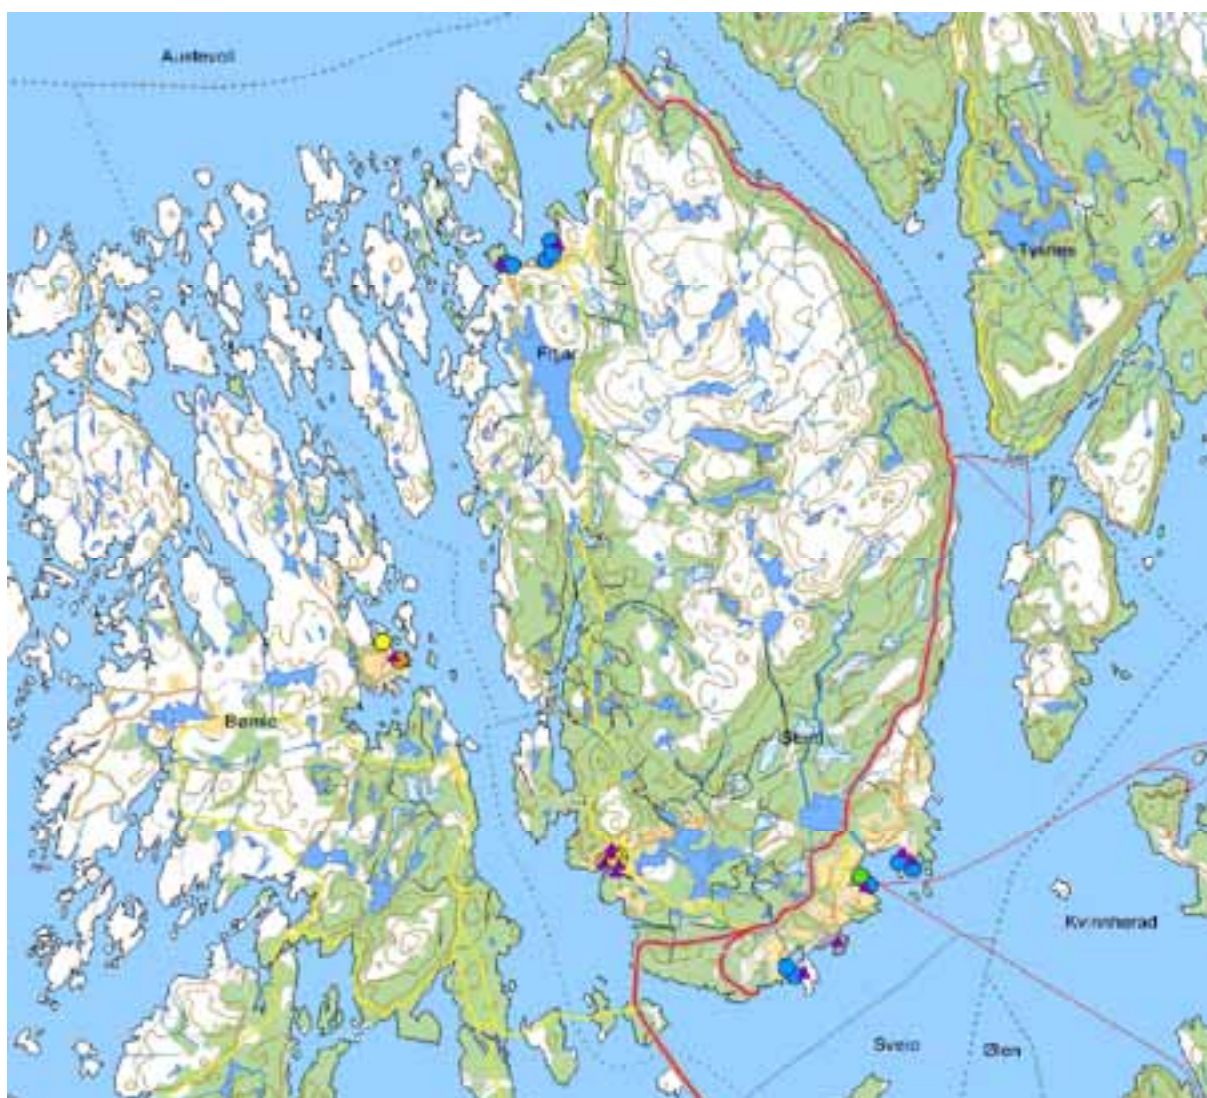 Austevoll
Tysnes
Fitjar
Bømlo
Stord
Kvinnherad
Sveio
Ølen